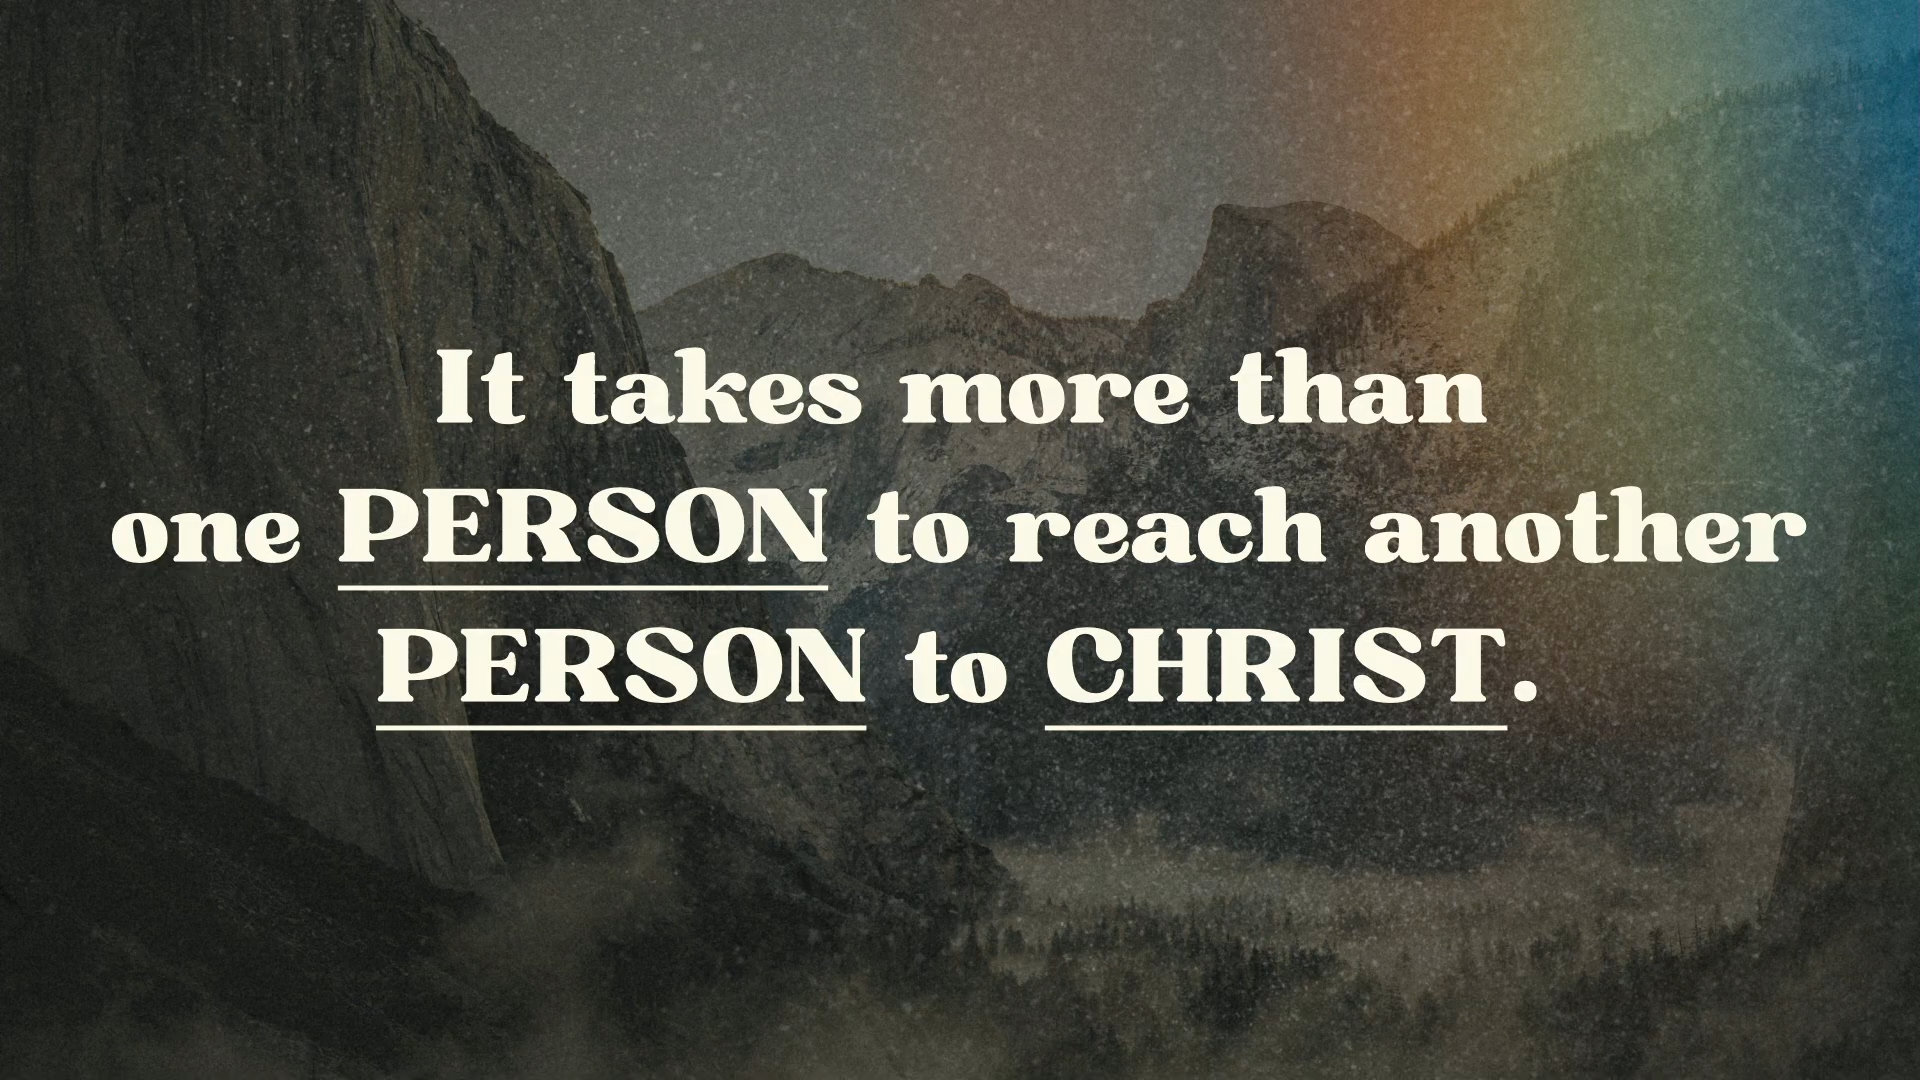 It takes more than
one PERSON to reach another
PERSON to CHRIST.